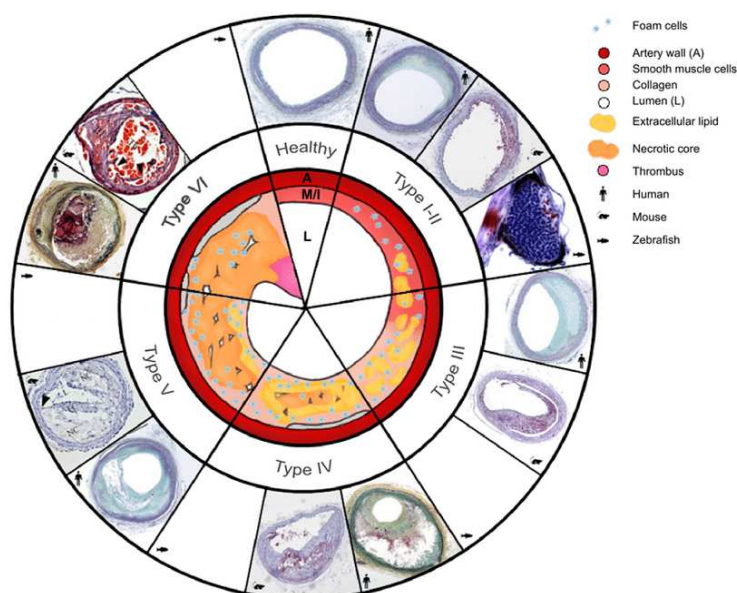 Healthy
Type I-II
Type III
Type IV
Type V
Type VI
A
M/I
L
Foam cells
Artery wall (A)
Smooth muscle cells
Collagen
Lumen (L)
Extracellular lipid
Necrotic core
Thrombus
Human
Mouse
Zebrafish